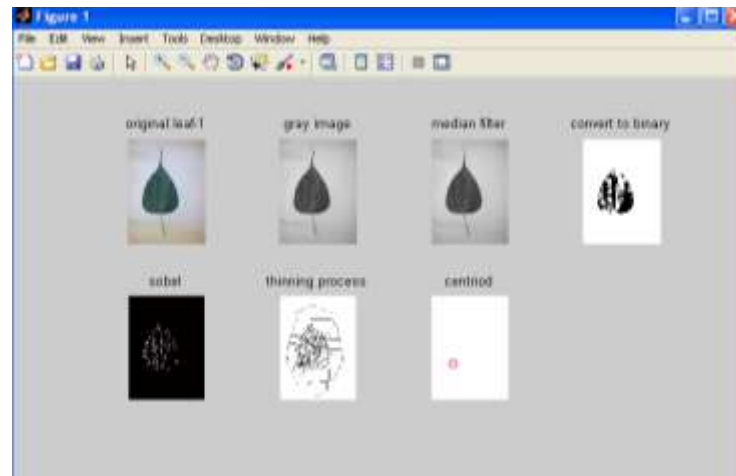 Figure 1
File Edit View Insert Tools Desktop Window Help
original leaf-1 gray image median filter convert to binary
sobel thinning process centriod